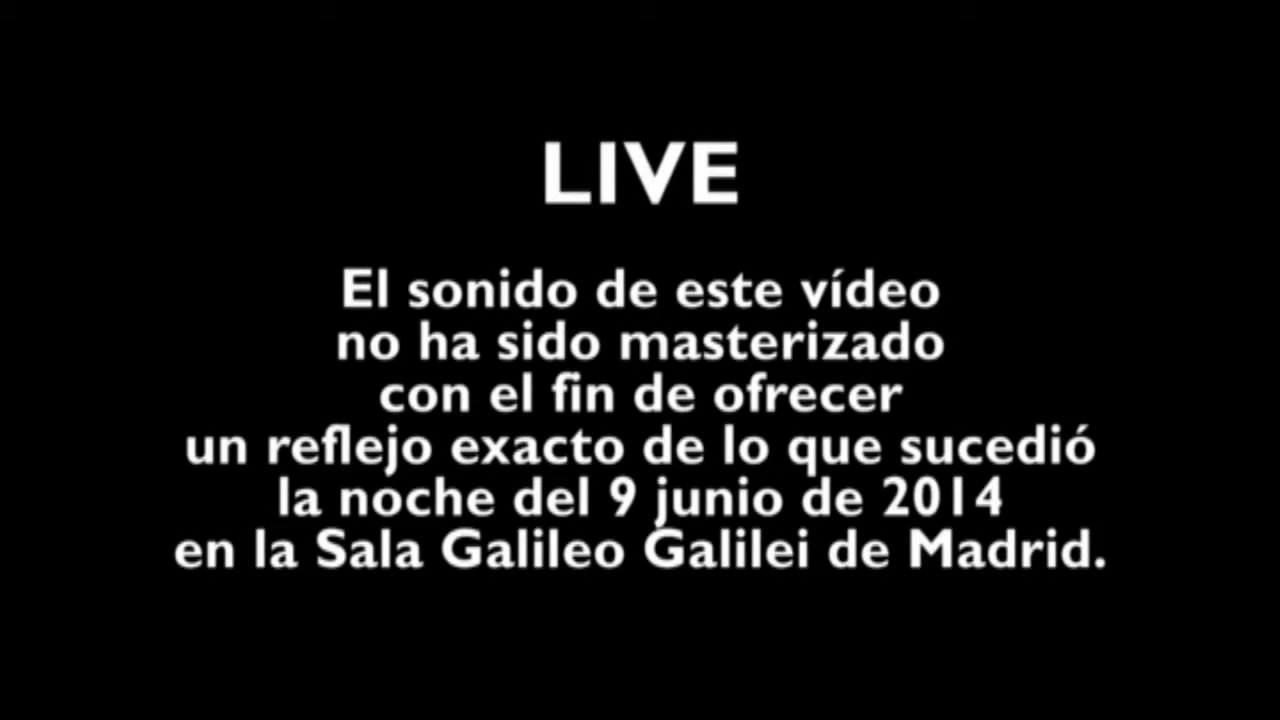 LIVE
El sonido de este vídeo
no ha sido masterizado
con el fin de ofrecer
un reflejo exacto de lo que sucedió
la noche del 9 junio de 2014
en la Sala Galileo Galilei de Madrid.